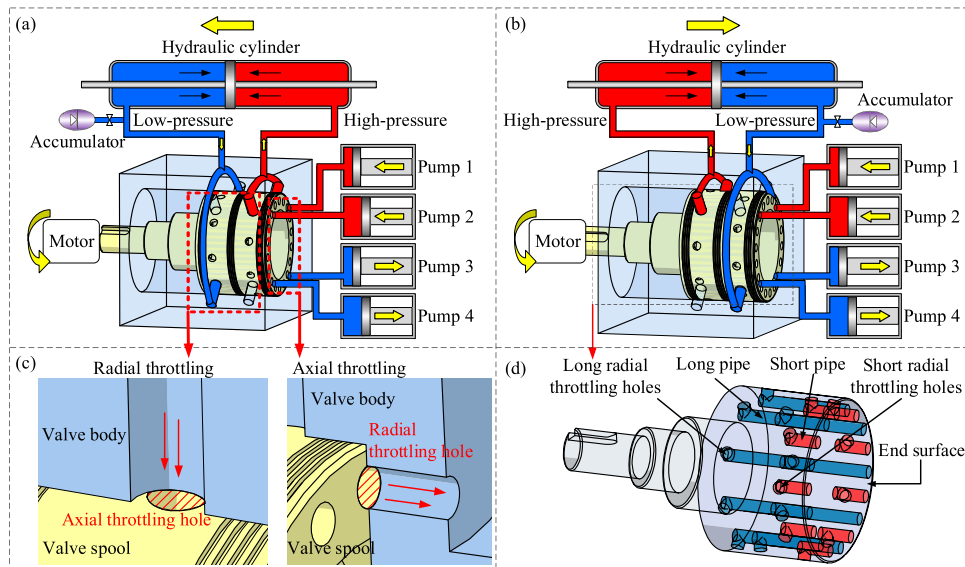 (a)
Hydraulic cylinder
Accumulator
Low-pressure
High-pressure
Pump 1
Pump 2
Pump 3
Pump 4
Motor
(b)
Hydraulic cylinder
High-pressure
Low-pressure
Accumulator
Pump 1
Pump 2
Pump 3
Pump 4
Motor
(c)
Radial throttling
Valve body
Axial throttling hole
Valve spool
Axial throttling
Valve body
Radial
throttling hole
Valve spool
(d)
Long radial
throttling holes
Long pipe
Short pipe
Short radial
throttling holes
End surface